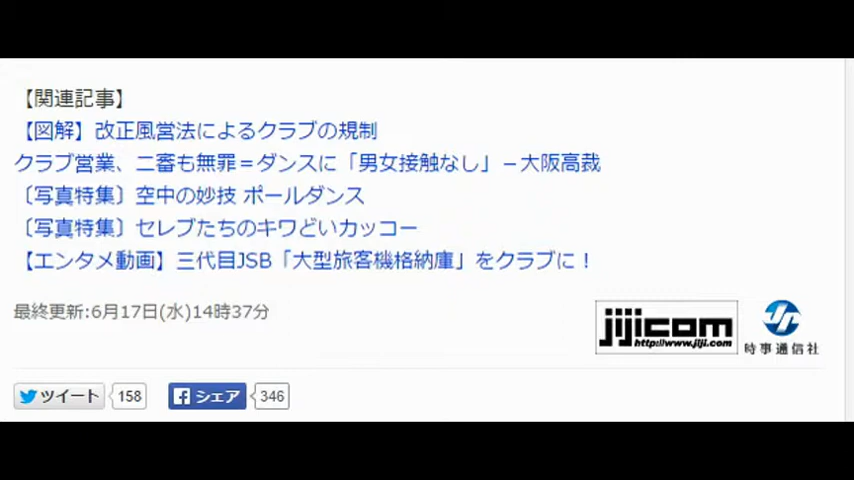 【関連記事】
【図解】改正風営法によるクラブの規制
クラブ営業、二審も無罪＝ダンスに「男女接触なし」－大阪高裁
〔写真特集〕空中の妙技 ポールダンス
〔写真特集〕セレブたちのキワどいカッコー
【エンタメ動画】三代目JSB「大型旅客機格納庫」をクラブに！
最終更新:6月17日(水)14時37分
jijicom
http://www.jiji.com
時事通信社
ツイート 158 シェア 346